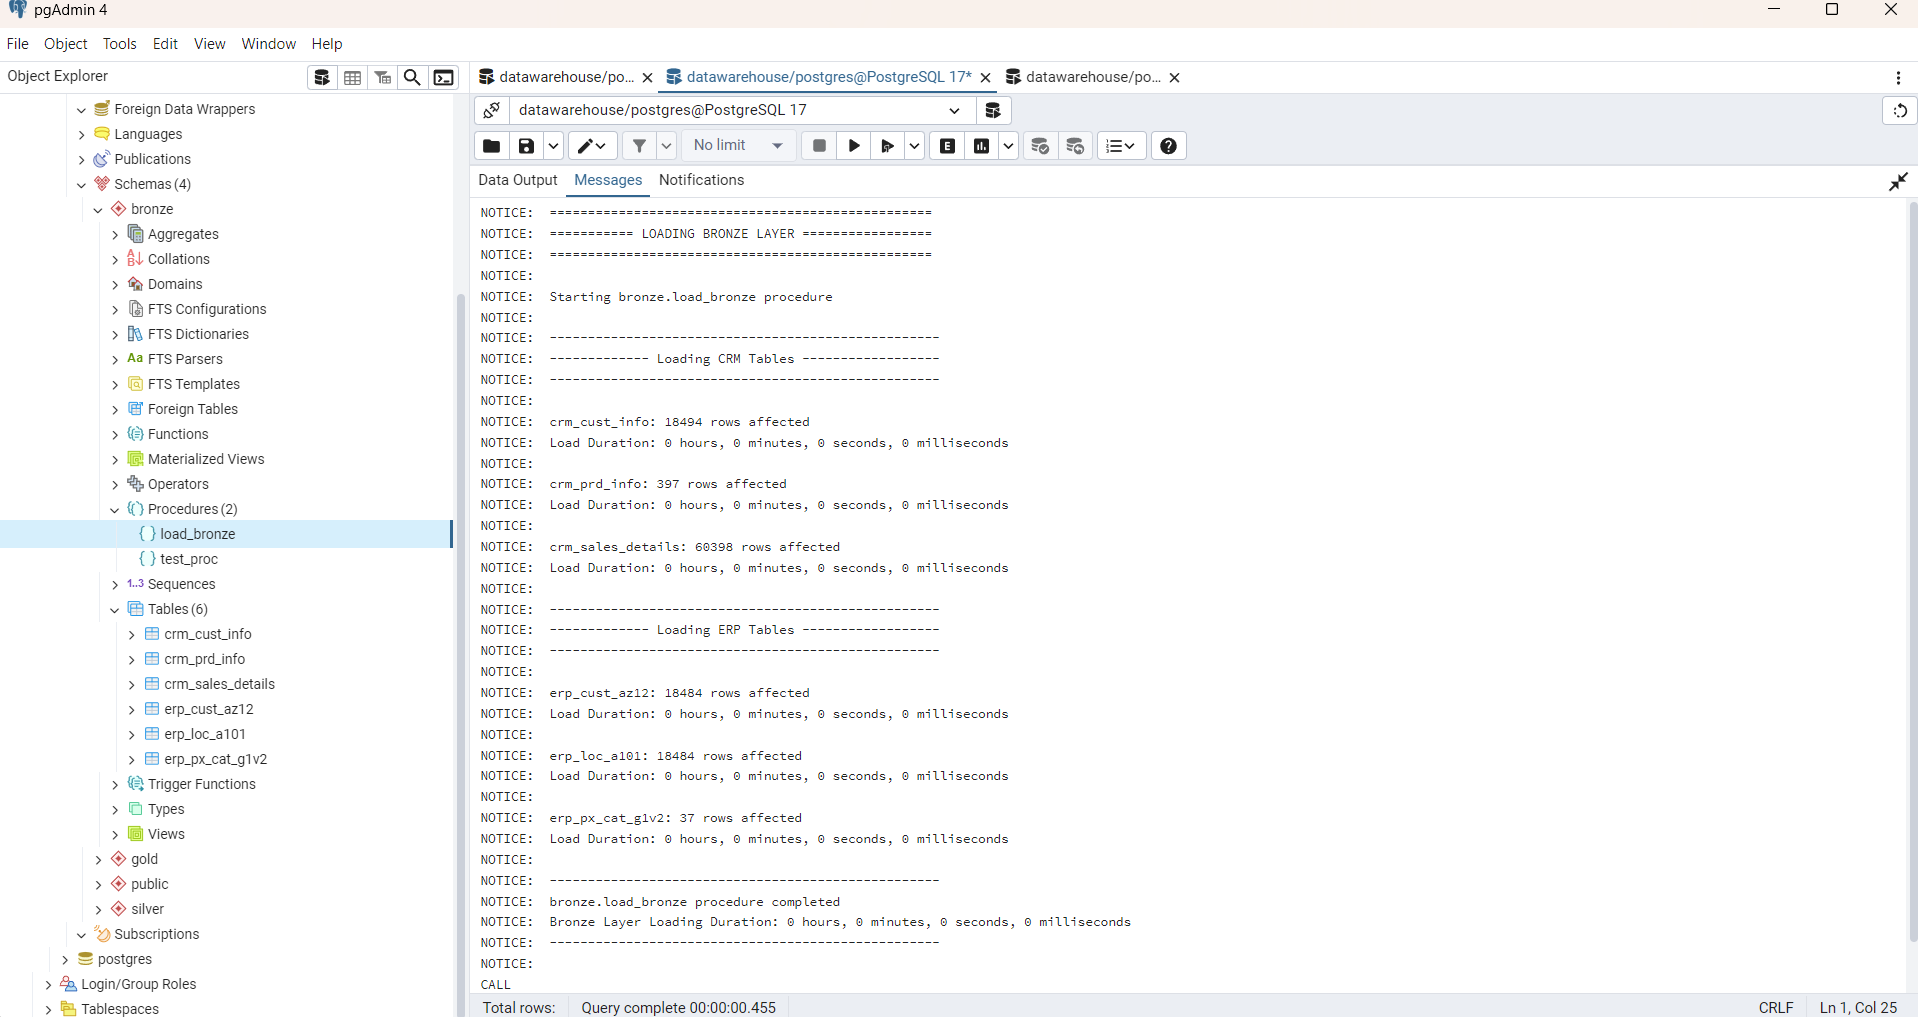 pgAdmin 4
File Object Tools Edit View Window Help
Object Explorer
Foreign Data Wrappers
Languages
Publications
Schemas (4)
bronze
Aggregates
Collations
Domains
FTS Configurations
FTS Dictionaries
Aa FTS Parsers
FTS Templates
Foreign Tables
Functions
Materialized Views
Operators
Procedures (2)
load_bronze
test_proc
1..3 Sequences
Tables (6)
crm_cust_info
crm_prd_info
crm_sales_details
erp_cust_az12
erp_loc_a101
erp_px_cat_g1v2
Trigger Functions
Types
Views
gold
public
silver
Subscriptions
postgres
Login/Group Roles
Tablespaces
datawarehouse/po... datawarehouse/postgres@PostgreSQL 17* datawarehouse/po...
datawarehouse/postgres@PostgreSQL 17
No limit E
Data Output Messages Notifications
NOTICE: ==================================================
NOTICE: =========== LOADING BRONZE LAYER =================
NOTICE: ==================================================
NOTICE:
NOTICE: Starting bronze.load_bronze procedure
NOTICE:
NOTICE: ---------------------------------------------------
NOTICE: ------------- Loading CRM Tables ------------------
NOTICE: ---------------------------------------------------
NOTICE:
NOTICE: crm_cust_info: 18494 rows affected
NOTICE: Load Duration: 0 hours, 0 minutes, 0 seconds, 0 milliseconds
NOTICE:
NOTICE: crm_prd_info: 397 rows affected
NOTICE: Load Duration: 0 hours, 0 minutes, 0 seconds, 0 milliseconds
NOTICE:
NOTICE: crm_sales_details: 60398 rows affected
NOTICE: Load Duration: 0 hours, 0 minutes, 0 seconds, 0 milliseconds
NOTICE:
NOTICE: ---------------------------------------------------
NOTICE: ------------- Loading ERP Tables ------------------
NOTICE: ---------------------------------------------------
NOTICE:
NOTICE: erp_cust_az12: 18484 rows affected
NOTICE: Load Duration: 0 hours, 0 minutes, 0 seconds, 0 milliseconds
NOTICE:
NOTICE: erp_loc_a101: 18484 rows affected
NOTICE: Load Duration: 0 hours, 0 minutes, 0 seconds, 0 milliseconds
NOTICE:
NOTICE: erp_px_cat_g1v2: 37 rows affected
NOTICE: Load Duration: 0 hours, 0 minutes, 0 seconds, 0 milliseconds
NOTICE:
NOTICE: ---------------------------------------------------
NOTICE: bronze.load_bronze procedure completed
NOTICE: Bronze Layer Loading Duration: 0 hours, 0 minutes, 0 seconds, 0 milliseconds
NOTICE: ---------------------------------------------------
NOTICE:
CALL
Total rows: Query complete 00:00:00.455 CRLF Ln 1, Col 25